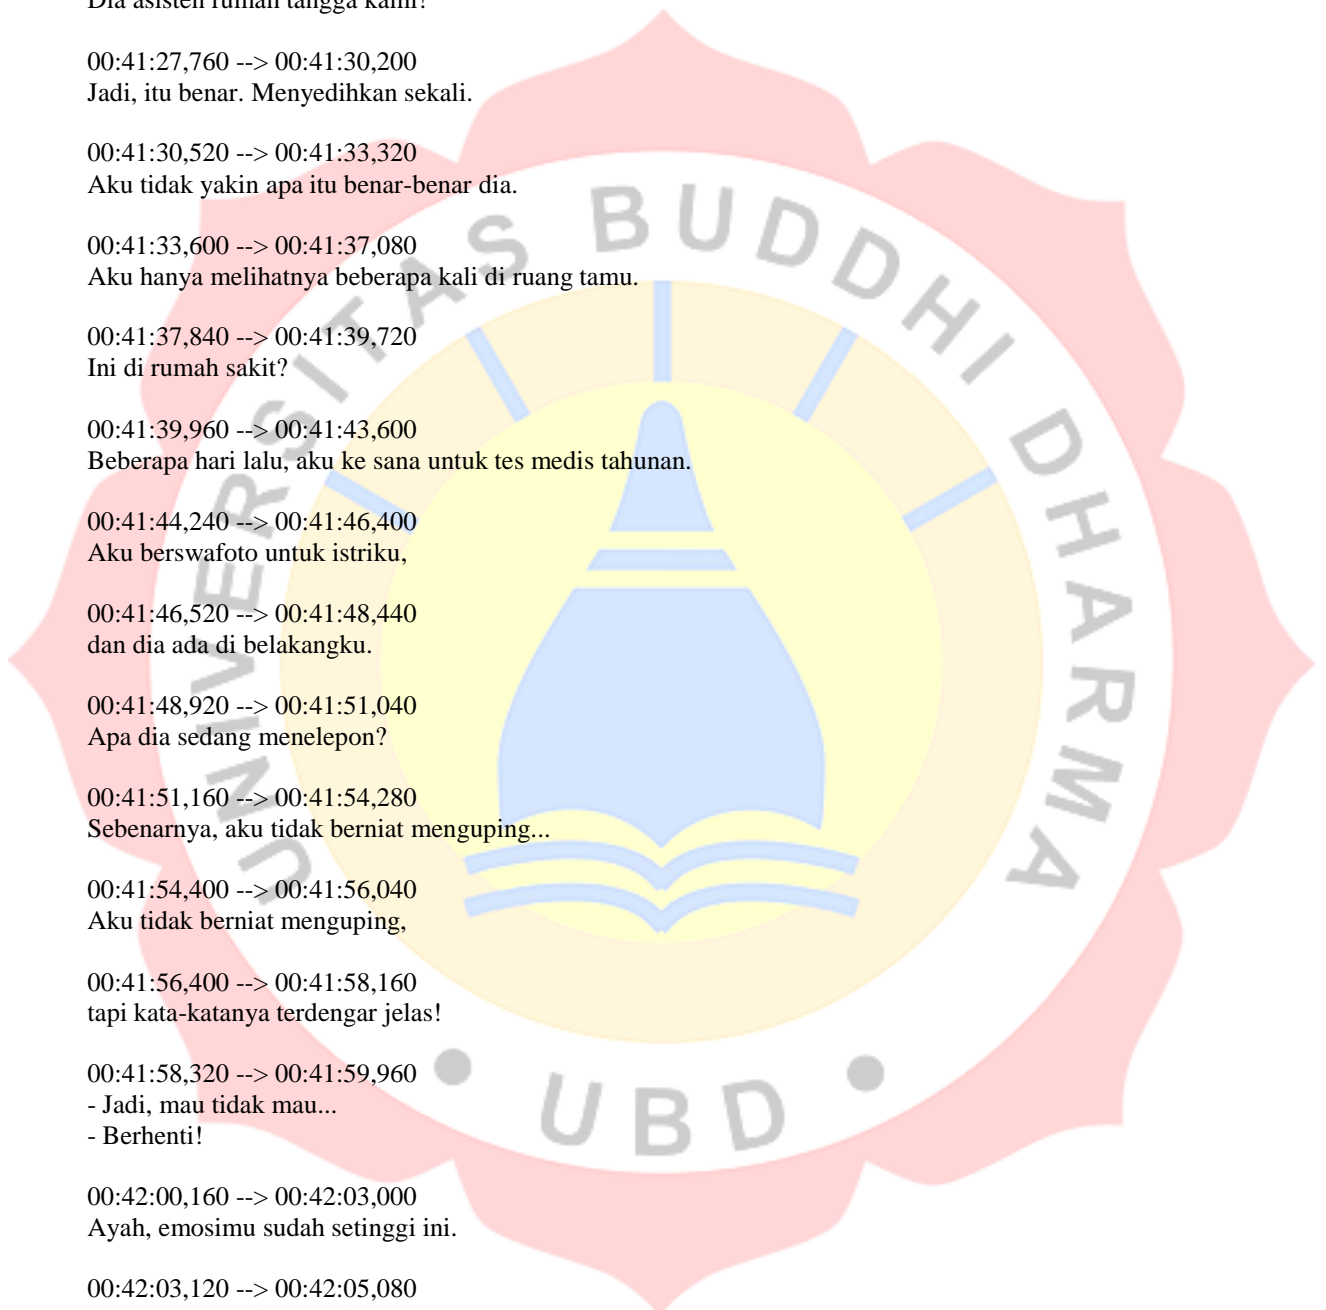 Dia asisten rumah tangga kami!
00:41:27,760 --> 00:41:30,200
Jadi, itu benar. Menyedihkan sekali.
00:41:30,520 --> 00:41:33,320
Aku tidak yakin apa itu benar-benar dia.
00:41:33,600 --> 00:41:37,080
Aku hanya melihatnya beberapa kali di ruang tamu.
00:41:37,840 --> 00:41:39,720
Ini di rumah sakit?
00:41:39,960 --> 00:41:43,600
Beberapa hari lalu, aku ke sana untuk tes medis tahunan.
00:41:44,240 --> 00:41:46,400
Aku berswafoto untuk istriku,
00:41:46,520 --> 00:41:48,440
dan dia ada di belakangku.
00:41:48,920 --> 00:41:51,040
Apa dia sedang menelepon?
00:41:51,160 --> 00:41:54,280
Sebenarnya, aku tidak berniat menguping...
00:41:54,400 --> 00:41:56,040
Aku tidak berniat menguping,
00:41:56,400 --> 00:41:58,160
tapi kata-katanya terdengar jelas!
00:41:58,320 --> 00:41:59,960
- Jadi, mau tidak mau...
- Berhenti!
00:42:00,160 --> 00:42:03,000
Ayah, emosimu sudah setinggi ini.
00:42:03,120 --> 00:42:05,080
UNIVERSITAS BUDDHI DHARMA
• UBD •